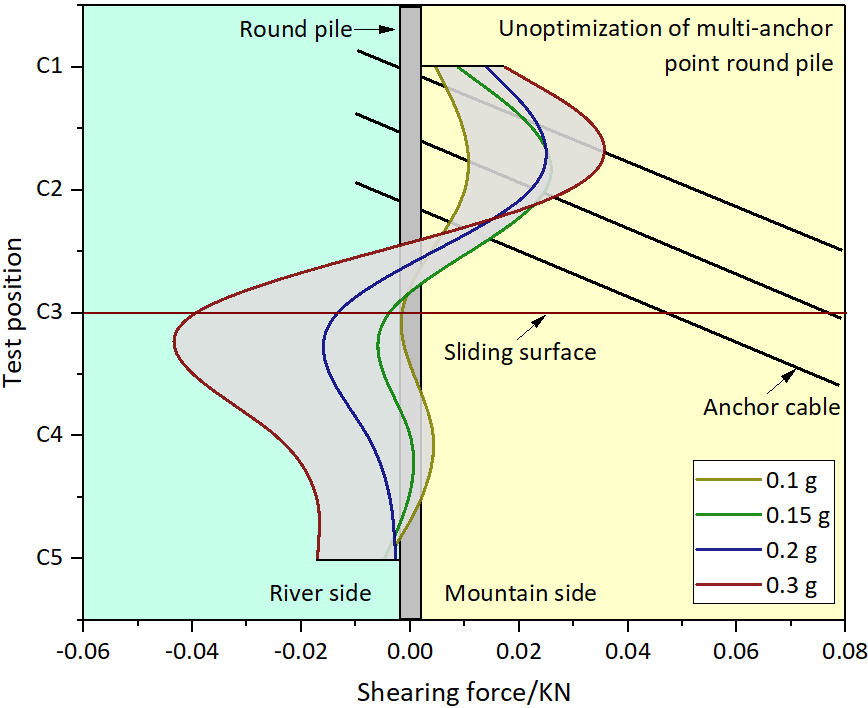 Round pile
Unoptimization of multi-anchor
point round pile
C1
C2
C3
C4
C5
Test position
Sliding surface
Anchor cable
0.1 g
0.15 g
0.2 g
0.3 g
River side
Mountain side
-0.06
-0.04
-0.02
0.00
0.02
0.04
0.06
0.08
Shearing force/KN